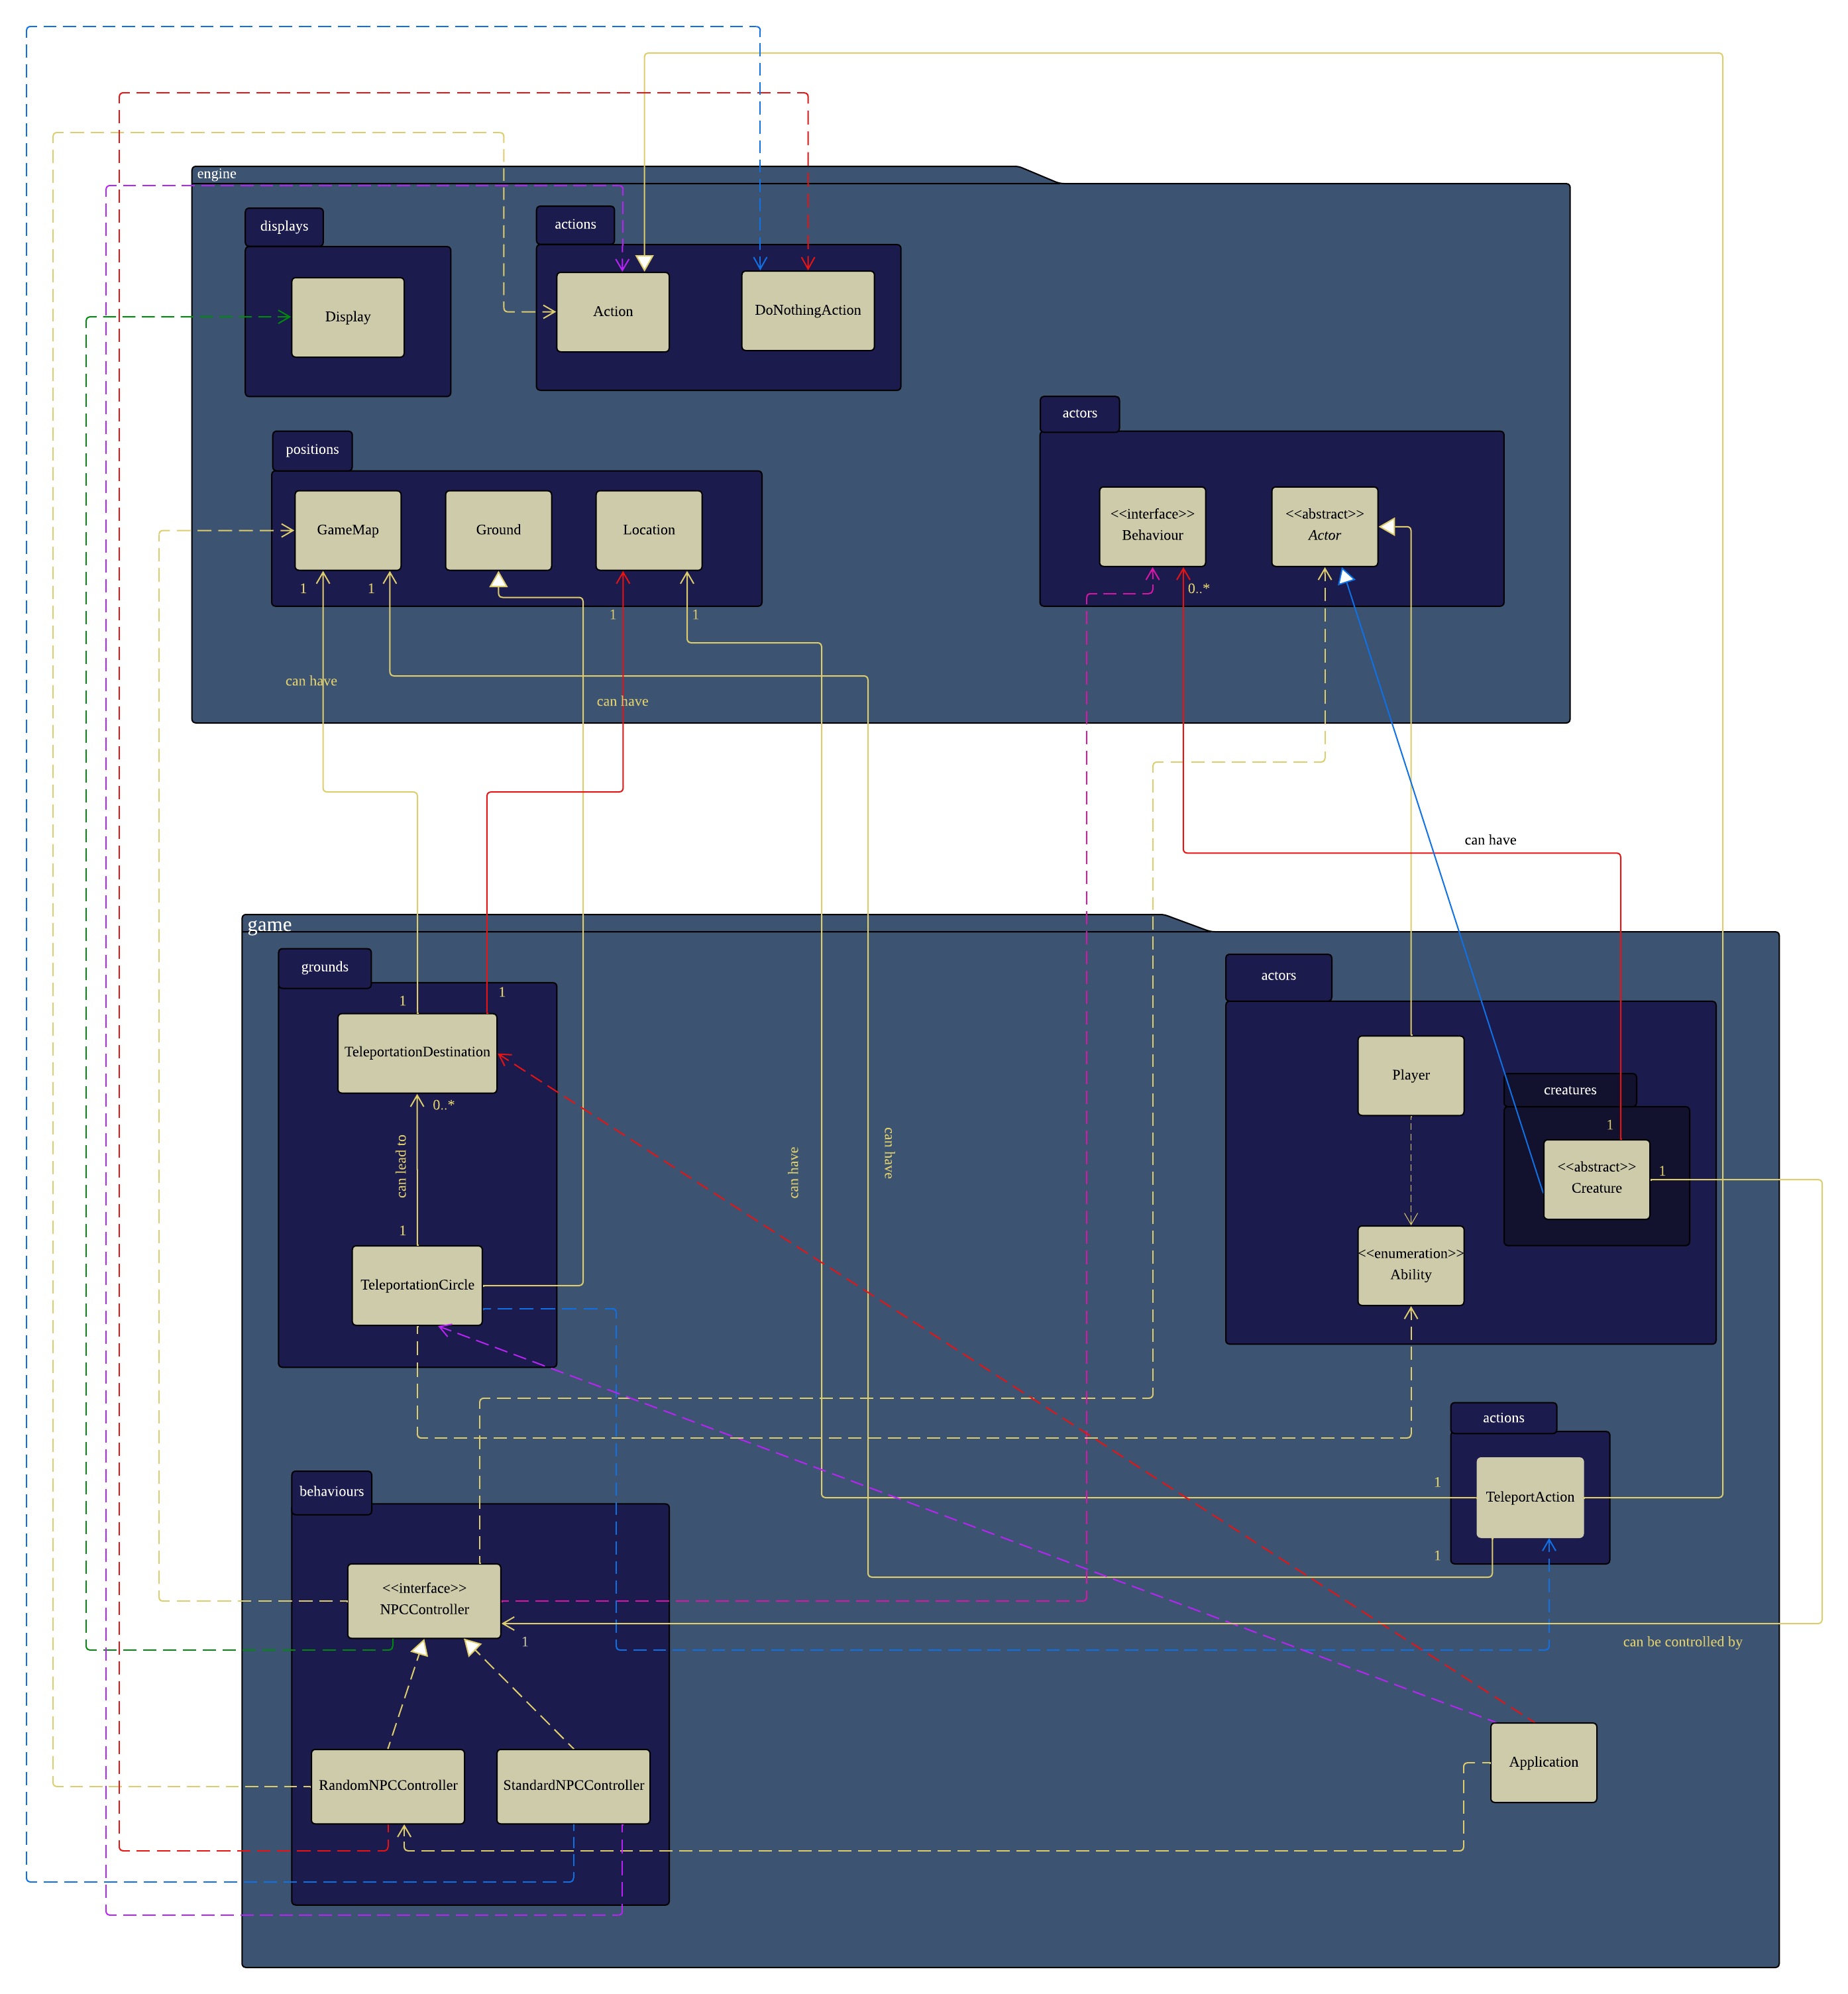 engine
displays
actions
Display
Action
DoNothingAction
actors
positions
GameMap
Ground
Location
<<interface>>
Behaviour
<<abstract>>
Actor
1
1
0..*
1
1
can have
can have
can have
game
grounds
actors
1
1
TeleportationDestination
Player
0..*
creatures
1
can lead to
can have
can have
<<abstract>>
Creature
1
1
TeleportationCircle
<<enumeration>>
Ability
actions
1
TeleportAction
behaviours
1
<<interface>>
NPCController
1
can be controlled by
Application
RandomNPCController
StandardNPCController